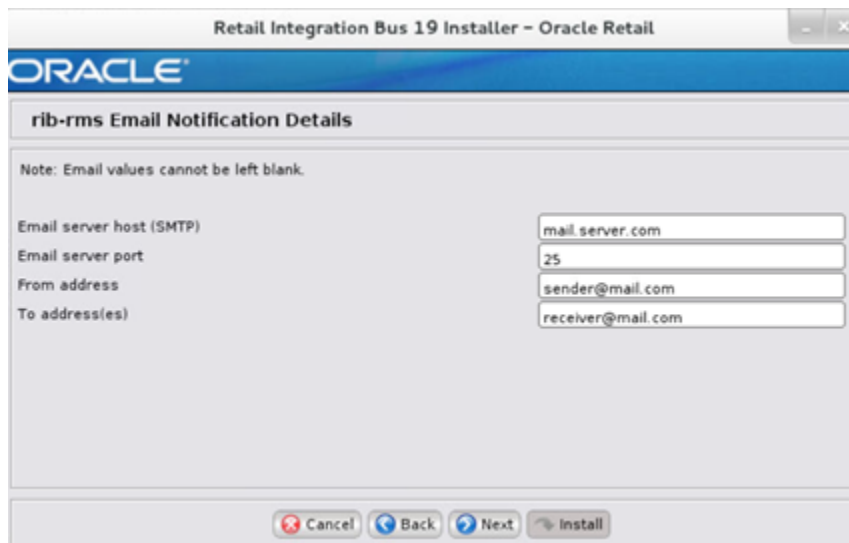 Retail Integration Bus 19 Installer – Oracle Retail
ORACLE
rib-rms Email Notification Details
Note: Email values cannot be left blank.
Email server host (SMTP) mail.server.com
Email server port 25
From address sender@mail.com
To address(es) receiver@mail.com
Cancel Back Next Install